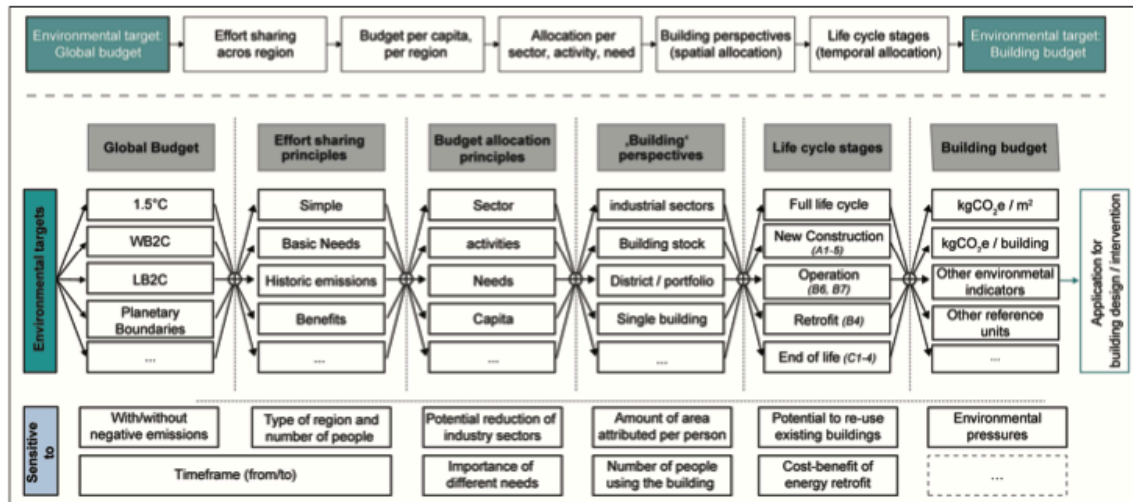 Environmental target:
Global budget
Effort sharing
acros region
Budget per capita,
per region
Allocation per
sector, activity, need
Building perspectives
(spatial allocation)
Life cycle stages
(temporal allocation)
Environmental target:
Building budget
Global Budget
Effort sharing
principles
Budget allocation
principles
„Building‘
perspectives
Life cycle stages
Building budget
Environmental targets
1.5°C
WB2C
LB2C
Planetary
Boundaries
...
Simple
Basic Needs
Historic emissions
Benefits
...
Sector
activities
Needs
Capita
...
industrial sectors
Building stock
District / portfolio
Single building
...
Full life cycle
New Construction
(A1-5)
Operation
(B6, B7)
Retrofit (B4)
End of life (C1-4)
kgCO₂e / m²
kgCO₂e / building
Other environmetal
indicators
Other reference
units
...
Application for
building design / intervention
Sensitive
to
With/without
negative emissions
Type of region and
number of people
Timeframe (from/to)
Potential reduction of
industry sectors
Importance of
different needs
Amount of area
attributed per person
Number of people
using the building
Potential to re-use
existing buildings
Cost-benefit of
energy retrofit
Environmental
pressures
...